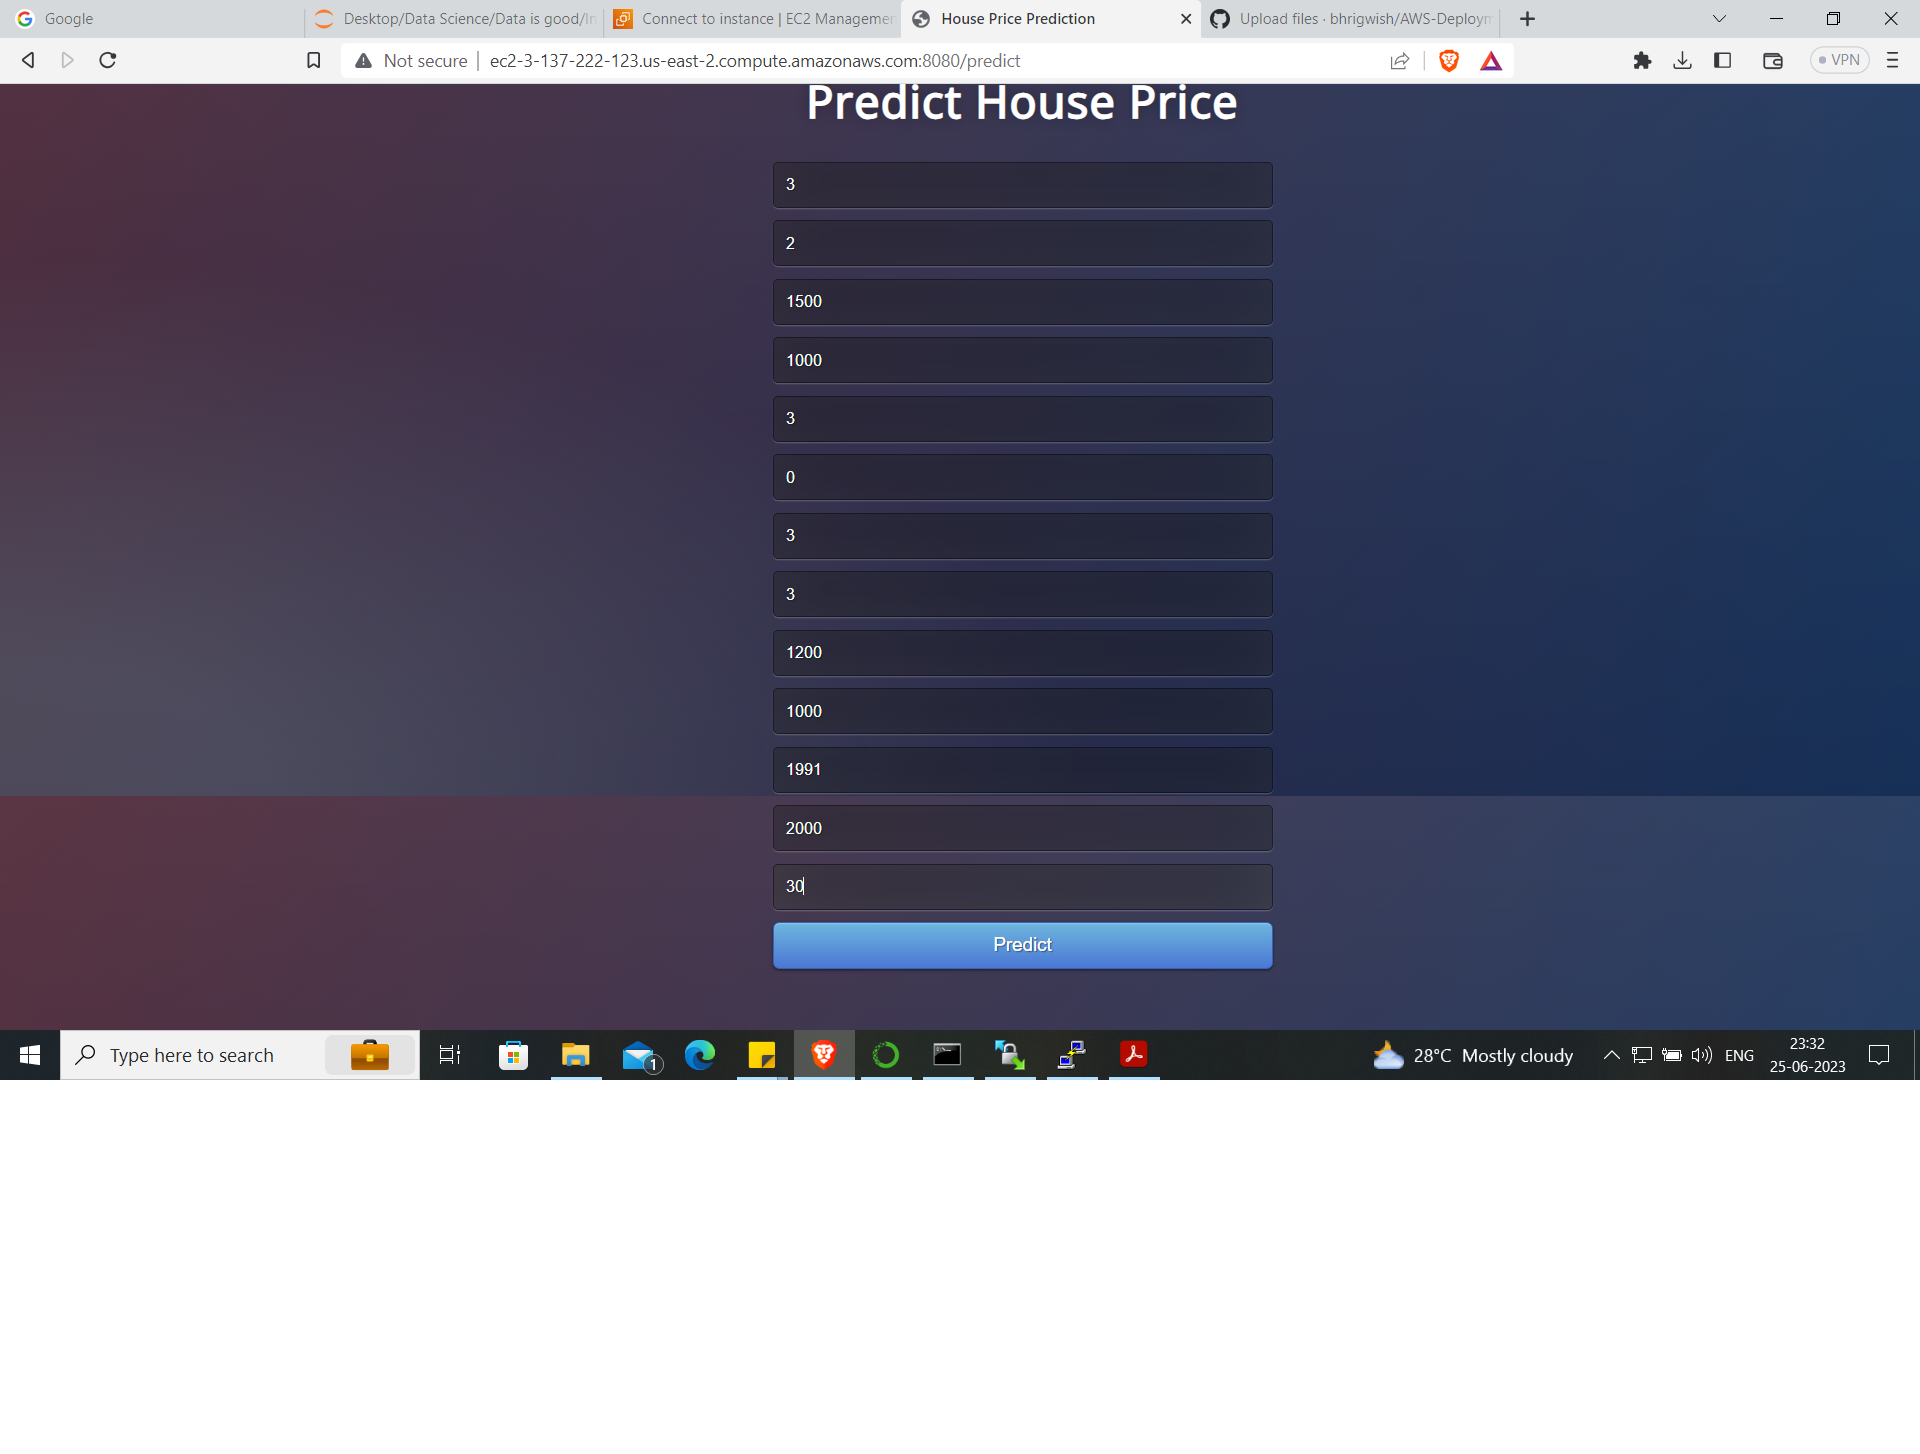 Google
Desktop/Data Science/Data is good/In
Connect to instance | EC2 Managemen
House Price Prediction
Upload files · bhrigwish/AWS-Deploym
Not secure
ec2-3-137-222-123.us-east-2.compute.amazonaws.com:8080/predict
VPN
Predict House Price
3
2
1500
1000
3
0
3
3
1200
1000
1991
2000
30
Predict
Type here to search
1
28°C Mostly cloudy
ENG
23:32
25-06-2023